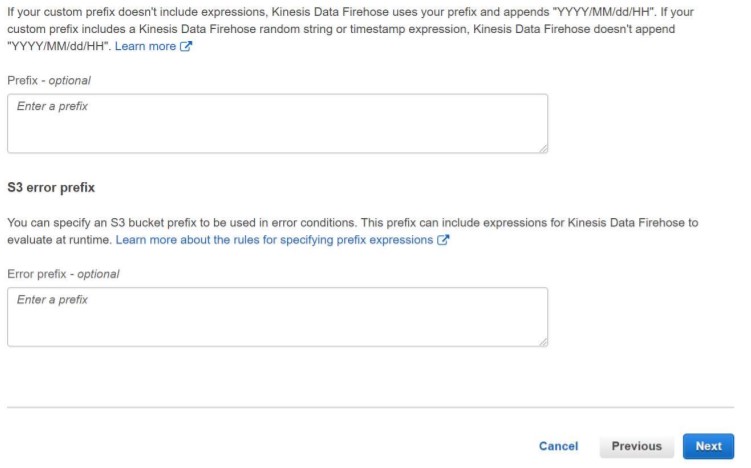 If your custom prefix doesn't include expressions, Kinesis Data Firehose uses your prefix and appends "YYYY/MM/dd/HH". If your
custom prefix includes a Kinesis Data Firehose random string or timestamp expression, Kinesis Data Firehose doesn't append
"YYYY/MM/dd/HH". Learn more
Prefix - optional
Enter a prefix
S3 error prefix
You can specify an S3 bucket prefix to be used in error conditions. This prefix can include expressions for Kinesis Data Firehose to
evaluate at runtime. Learn more about the rules for specifying prefix expressions
Error prefix - optional
Enter a prefix
Cancel Previous Next